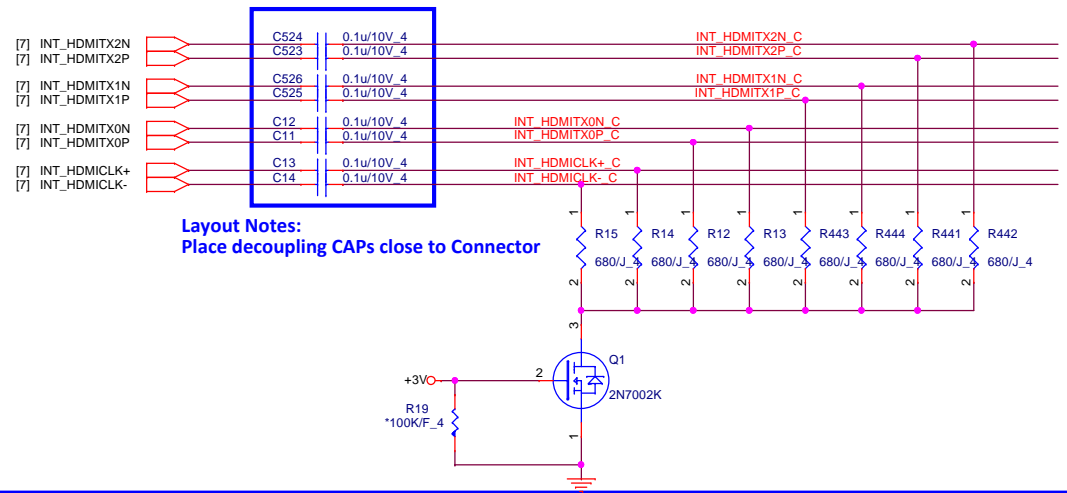 C524 0.1u/10V_4 INT_HDMITX2N_C
[7] INT_HDMITX2N
C523 0.1u/10V_4 INT_HDMITX2P_C
[7] INT_HDMITX2P
C526 0.1u/10V_4 INT_HDMITX1N_C
[7] INT_HDMITX1N
C525 0.1u/10V_4 INT_HDMITX1P_C
[7] INT_HDMITX1P
C12 0.1u/10V_4 INT_HDMITX0N_C
[7] INT_HDMITX0N
C11 0.1u/10V_4 INT_HDMITX0P_C
[7] INT_HDMITX0P
C13 0.1u/10V_4 INT_HDMICLK+_C
[7] INT_HDMICLK+
C14 0.1u/10V_4 INT_HDMICLK-_C
[7] INT_HDMICLK-
Layout Notes:
Place decoupling CAPs close to Connector
1 1 1 1 1 1 1 1
R15 R14 R12 R13 R443 R444 R441 R442
680/J_4 680/J_4 680/J_4 680/J_4 680/J_4 680/J_4 680/J_4 680/J_4
2 2 2 2 2 2 2 2
3
Q1
2
+3V
2N7002K
R19
*100K/F_4
1